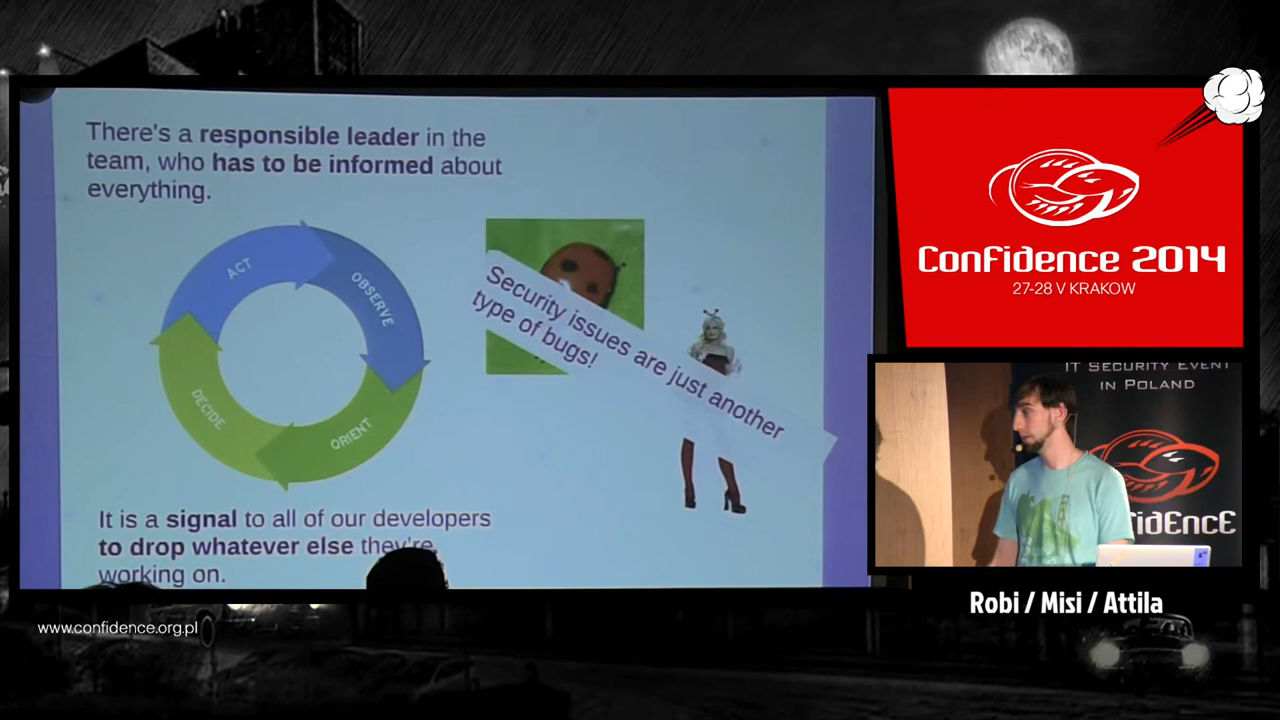 There's a responsible leader in the
team, who has to be informed about
everything.
ACT
OBSERVE
DECIDE
ORIENT
Security issues are just another
type of bugs!
It is a signal to all of our developers
to drop whatever else they're
working on.
Confidence 2014
27-28 V KRAKOW
IT SECURITY EVENT
IN POLAND
fidEncE
Robi / Misi / Attila
www.confidence.org.pl